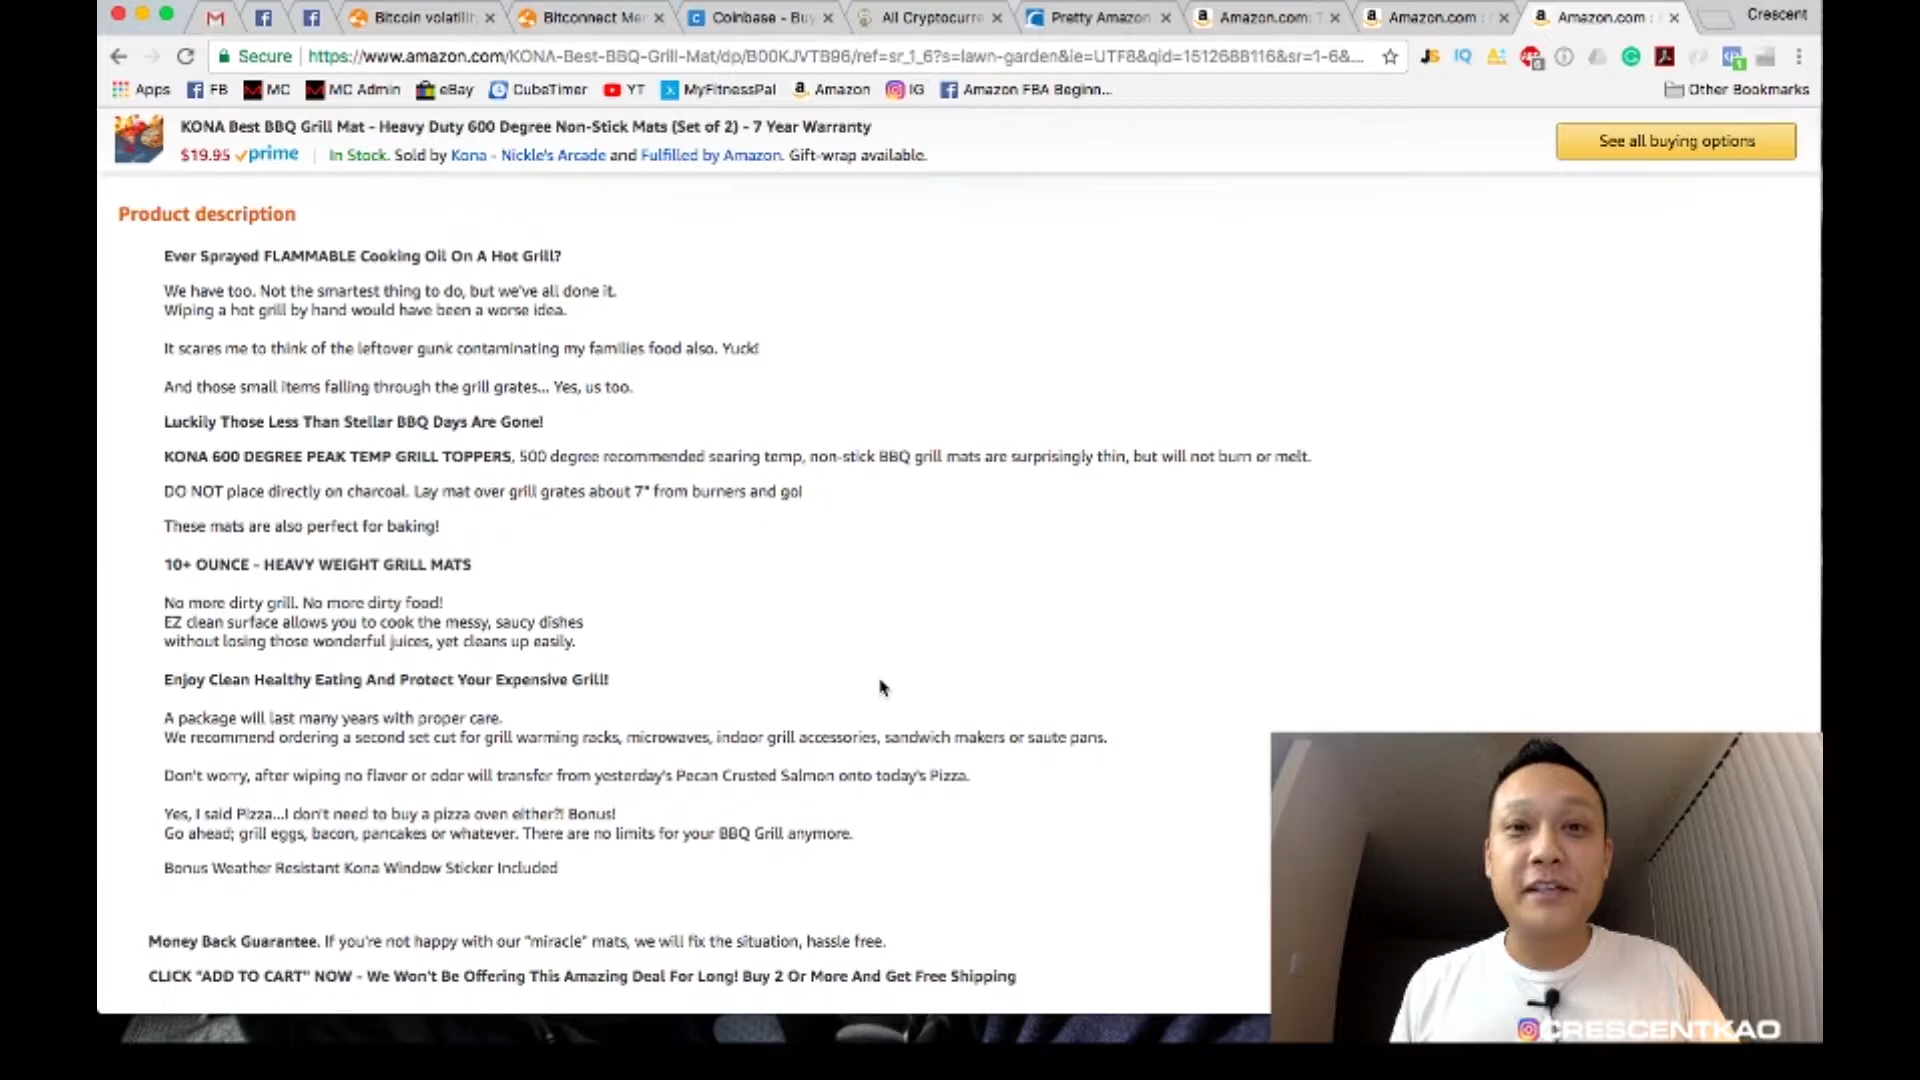 Bitcoin volatilit
Bitconnect Mer
Coinbase - Buy
All Cryptocurre
Pretty Amazon
Amazon.com: T
Amazon.com :
Amazon.com :
Crescent
Secure
https://www.amazon.com/KONA-Best-BBQ-Grill-Mat/dp/B00KJVTB96/ref=sr_1_6?s=lawn-garden&ie=UTF8&qid=1512688116&sr=1-6&...
Apps FB MC MC Admin eBay CubeTimer YT MyFitnessPal Amazon IG Amazon FBA Beginn... Other Bookmarks
KONA Best BBQ Grill Mat - Heavy Duty 600 Degree Non-Stick Mats (Set of 2) - 7 Year Warranty
$19.95 prime In Stock. Sold by Kona - Nickle's Arcade and Fulfilled by Amazon. Gift-wrap available.
See all buying options
Product description
Ever Sprayed FLAMMABLE Cooking Oil On A Hot Grill?
We have too. Not the smartest thing to do, but we've all done it.
Wiping a hot grill by hand would have been a worse idea.
It scares me to think of the leftover gunk contaminating my families food also. Yuck!
And those small items falling through the grill grates... Yes, us too.
Luckily Those Less Than Stellar BBQ Days Are Gone!
KONA 600 DEGREE PEAK TEMP GRILL TOPPERS, 500 degree recommended searing temp, non-stick BBQ grill mats are surprisingly thin, but will not burn or melt.
DO NOT place directly on charcoal. Lay mat over grill grates about 7" from burners and go!
These mats are also perfect for baking!
10+ OUNCE - HEAVY WEIGHT GRILL MATS
No more dirty grill. No more dirty food!
EZ clean surface allows you to cook the messy, saucy dishes
without losing those wonderful juices, yet cleans up easily.
Enjoy Clean Healthy Eating And Protect Your Expensive Grill!
A package will last many years with proper care.
We recommend ordering a second set cut for grill warming racks, microwaves, indoor grill accessories, sandwich makers or saute pans.
Don't worry, after wiping no flavor or odor will transfer from yesterday's Pecan Crusted Salmon onto today's Pizza.
Yes, I said Pizza...I don't need to buy a pizza oven either?! Bonus!
Go ahead; grill eggs, bacon, pancakes or whatever. There are no limits for your BBQ Grill anymore.
Bonus Weather Resistant Kona Window Sticker Included
Money Back Guarantee. If you're not happy with our "miracle" mats, we will fix the situation, hassle free.
CLICK "ADD TO CART" NOW - We Won't Be Offering This Amazing Deal For Long! Buy 2 Or More And Get Free Shipping
@CRESCENTKAO